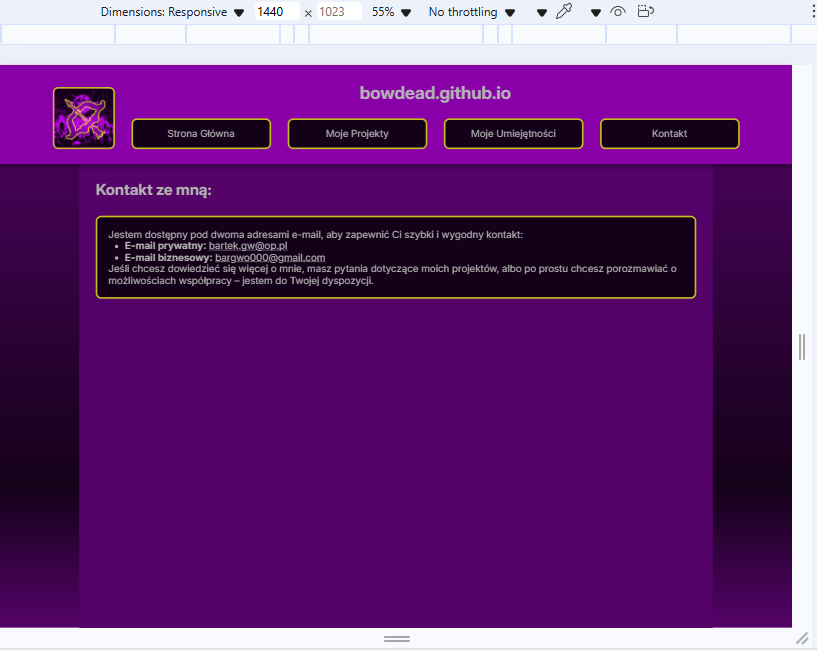 Dimensions: Responsive 1440 × 1023 55% No throttling
bowdead.github.io
Strona Główna Moje Projekty Moje Umiejętności Kontakt
Kontakt ze mną:
Jestem dostępny pod dwoma adresami e-mail, aby zapewnić Ci szybki i wygodny kontakt:
• E-mail prywatny: bartek.gw@op.pl
• E-mail biznesowy: bargwo000@gmail.com
Jeśli chcesz dowiedzieć się więcej o mnie, masz pytania dotyczące moich projektów, albo po prostu chcesz porozmawiać o
możliwościach współpracy – jestem do Twojej dyspozycji.